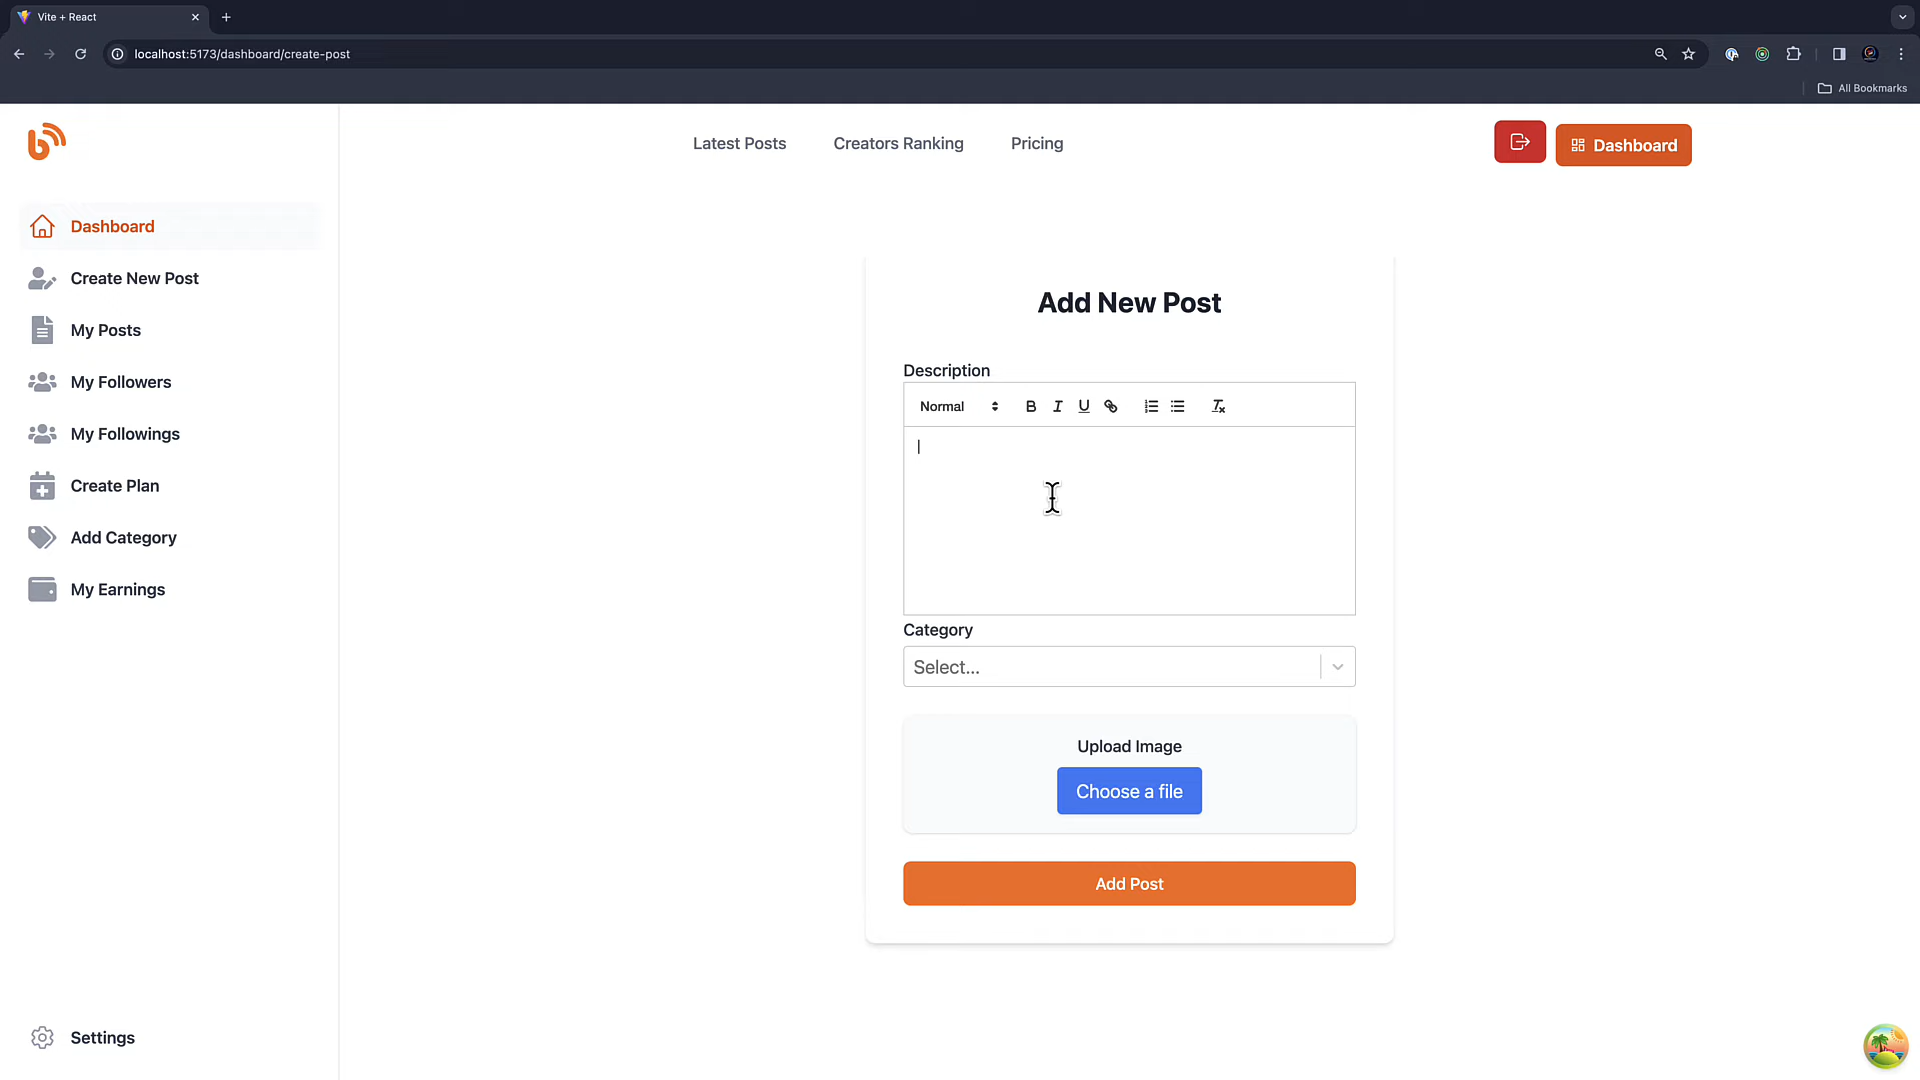 Vite + React
localhost:5173/dashboard/create-post
All Bookmarks
Latest Posts
Creators Ranking
Pricing
Dashboard
Dashboard
Create New Post
My Posts
My Followers
My Followings
Create Plan
Add Category
My Earnings
Settings
Add New Post
Description
Normal
Category
Select...
Upload Image
Choose a file
Add Post